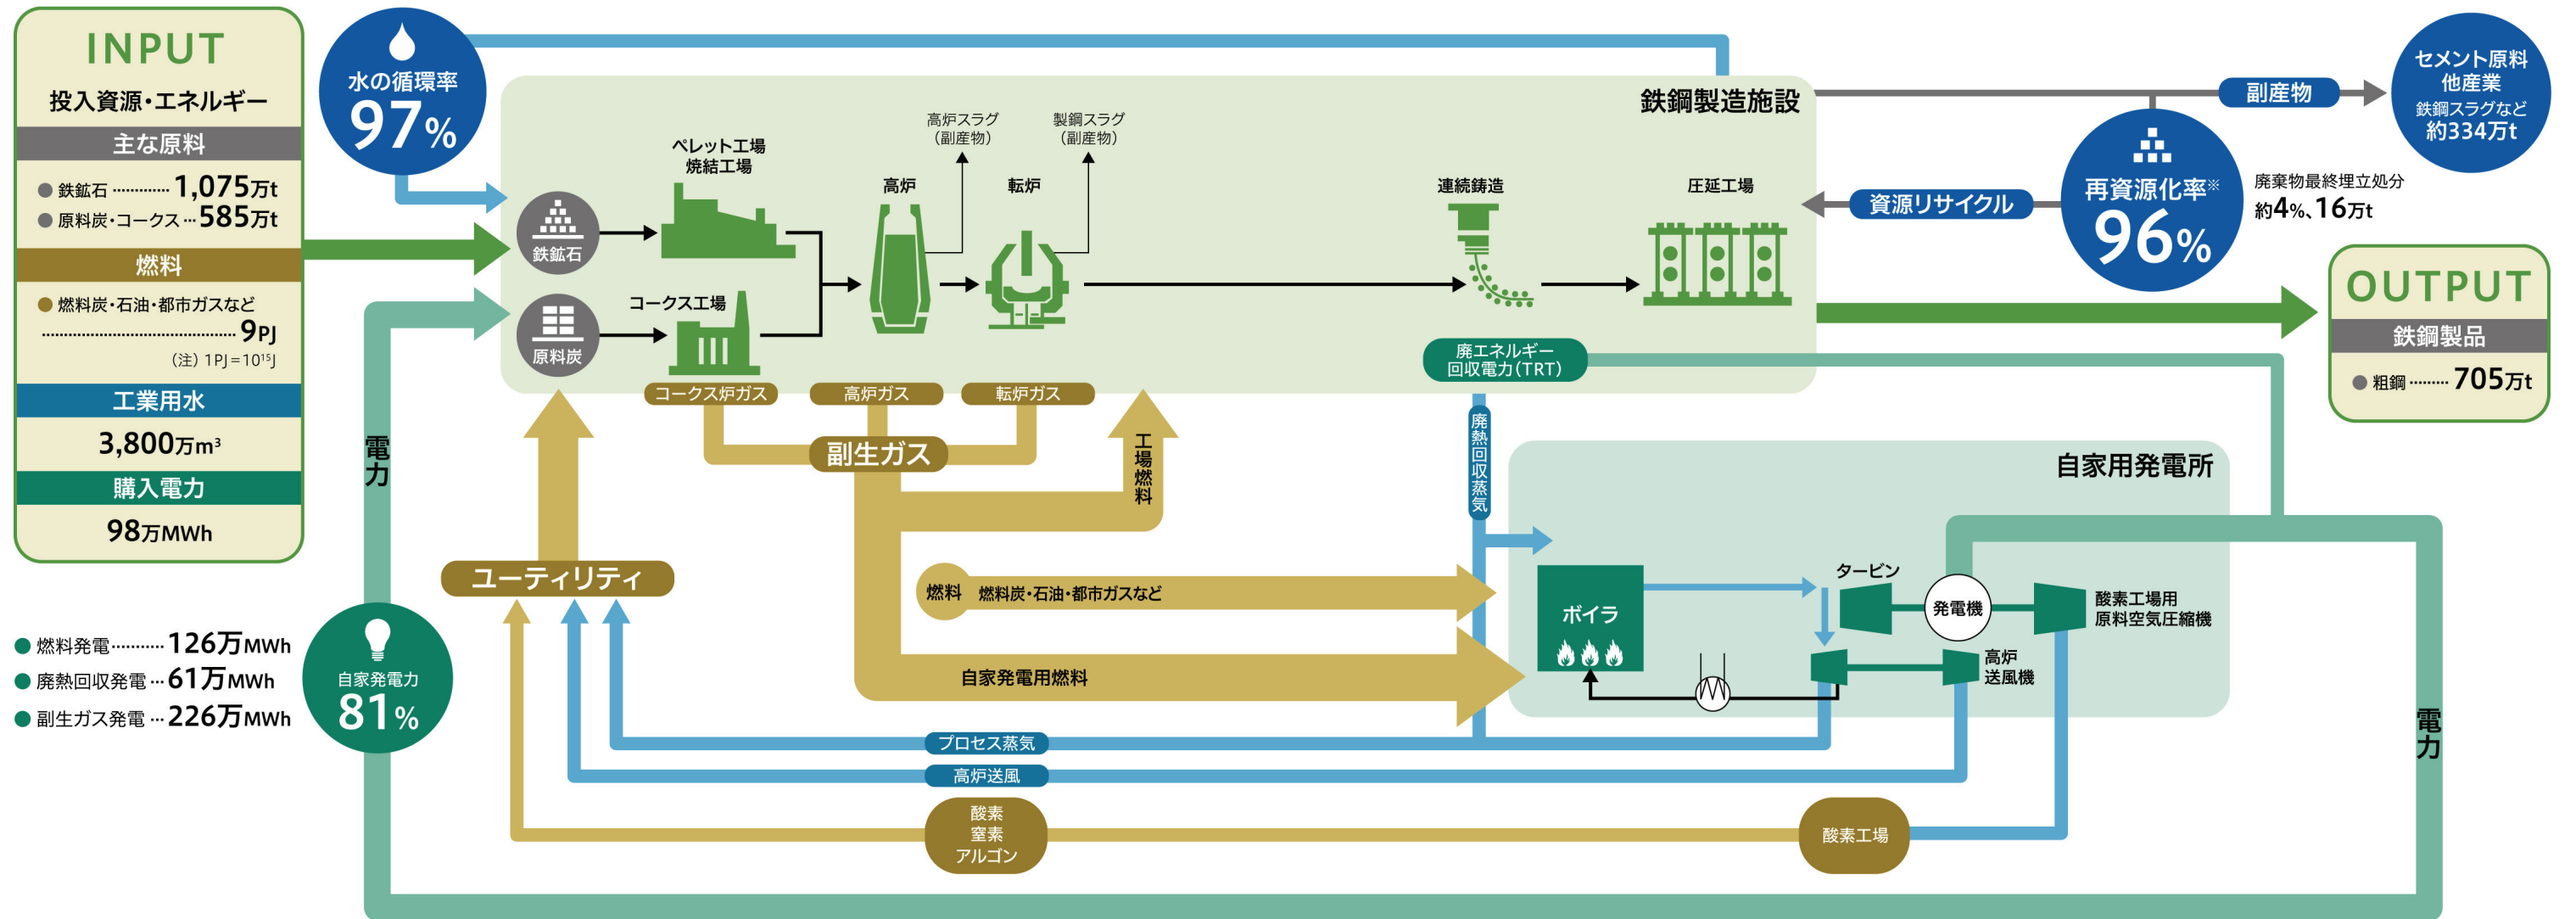 INPUT
投入資源・エネルギー
主な原料
鉄鉱石 ············ 1,075万t
原料炭・コークス ··· 585万t
燃料
燃料炭・石油・都市ガスなど
·········································· 9PJ
(注) 1PJ=10¹⁵J
工業用水
3,800万m³
購入電力
98万MWh
燃料発電 ··········· 126万MWh
廃熱回収発電 ··· 61万MWh
副生ガス発電 ··· 226万MWh
水の循環率
97%
電力
自家発電力
81%
鉄鋼製造施設
鉄鉱石
原料炭
ペレット工場
焼結工場
コークス工場
高炉スラグ
(副産物)
高炉
製鋼スラグ
(副産物)
転炉
連続鋳造
圧延工場
廃エネルギー
回収電力(TRT)
コークス炉ガス
高炉ガス
転炉ガス
副生ガス
工場燃料
廃熱回収蒸気
ユーティリティ
燃料
燃料炭・石油・都市ガスなど
自家発電用燃料
自家用発電所
ボイラ
タービン
発電機
酸素工場用
原料空気圧縮機
高炉
送風機
プロセス蒸気
高炉送風
酸素
窒素
アルゴン
酸素工場
電力
副産物
セメント原料
他産業
鉄鋼スラグなど
約334万t
資源リサイクル
再資源化率※
96%
廃棄物最終埋立処分
約4%、16万t
OUTPUT
鉄鋼製品
粗鋼 ········ 705万t